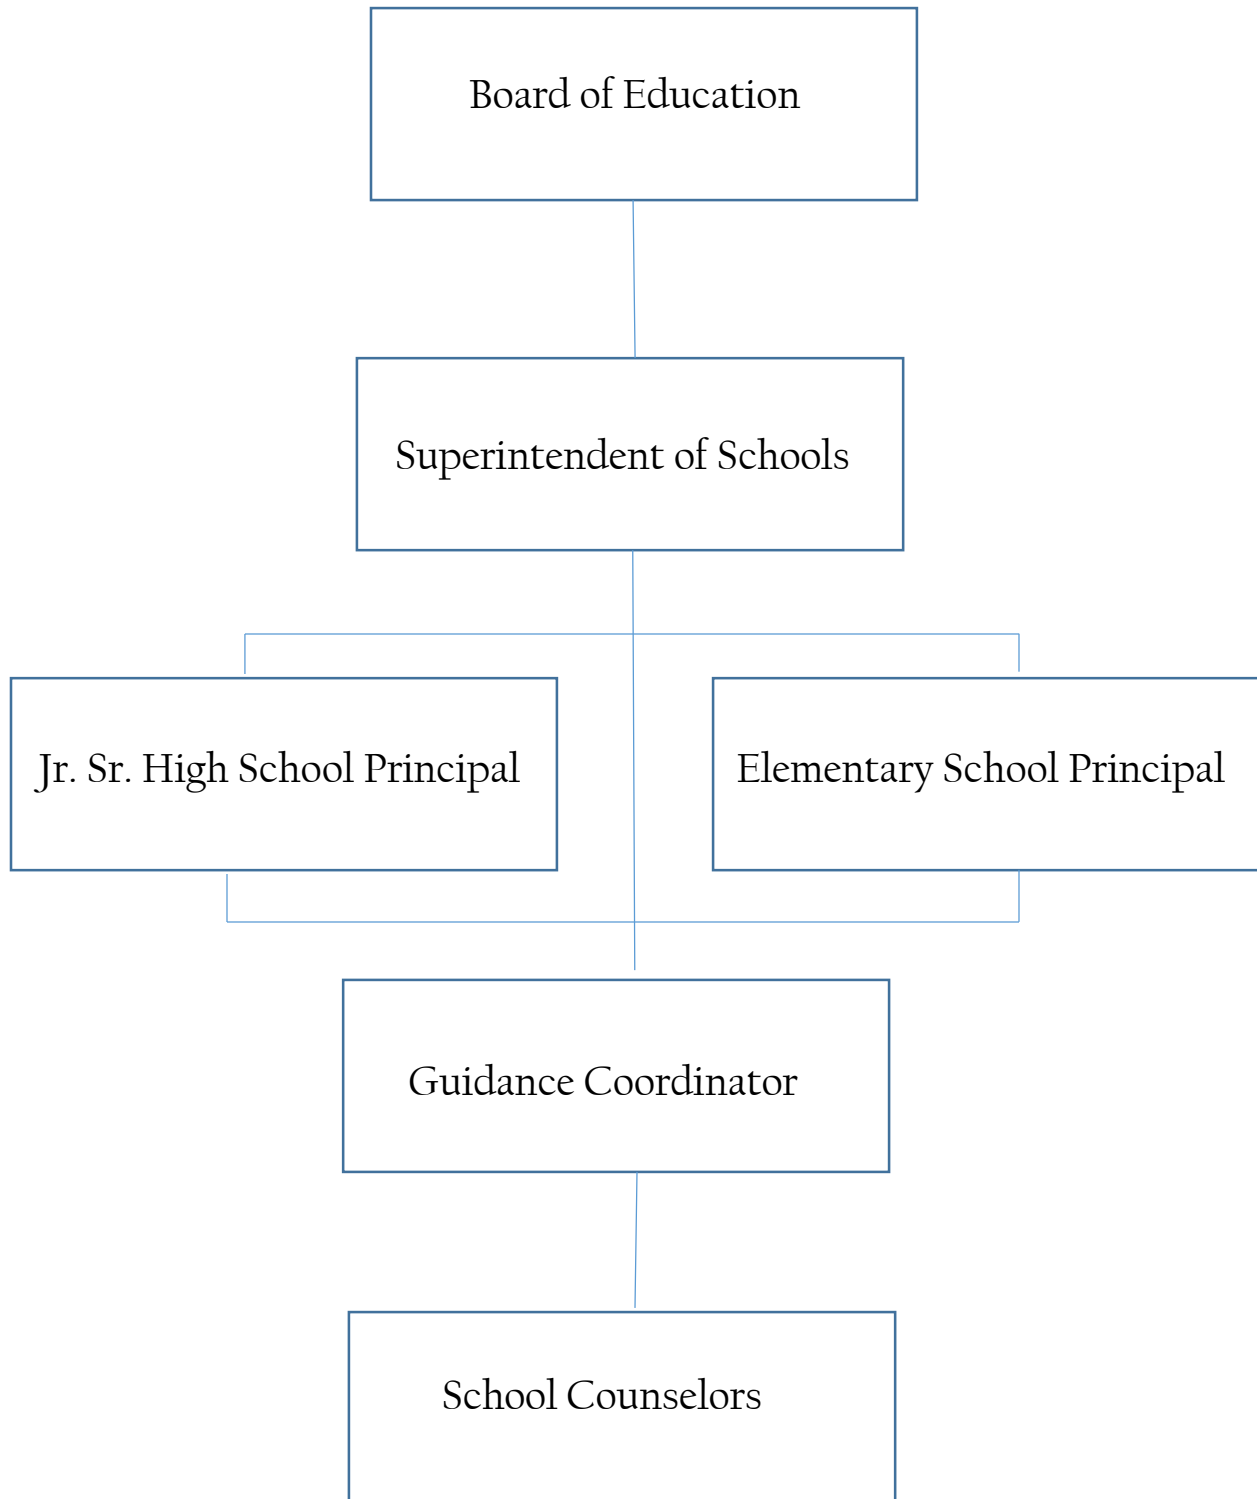 Board of Education
Superintendent of Schools
Jr. Sr. High School Principal
Elementary School Principal
Guidance Coordinator
School Counselors